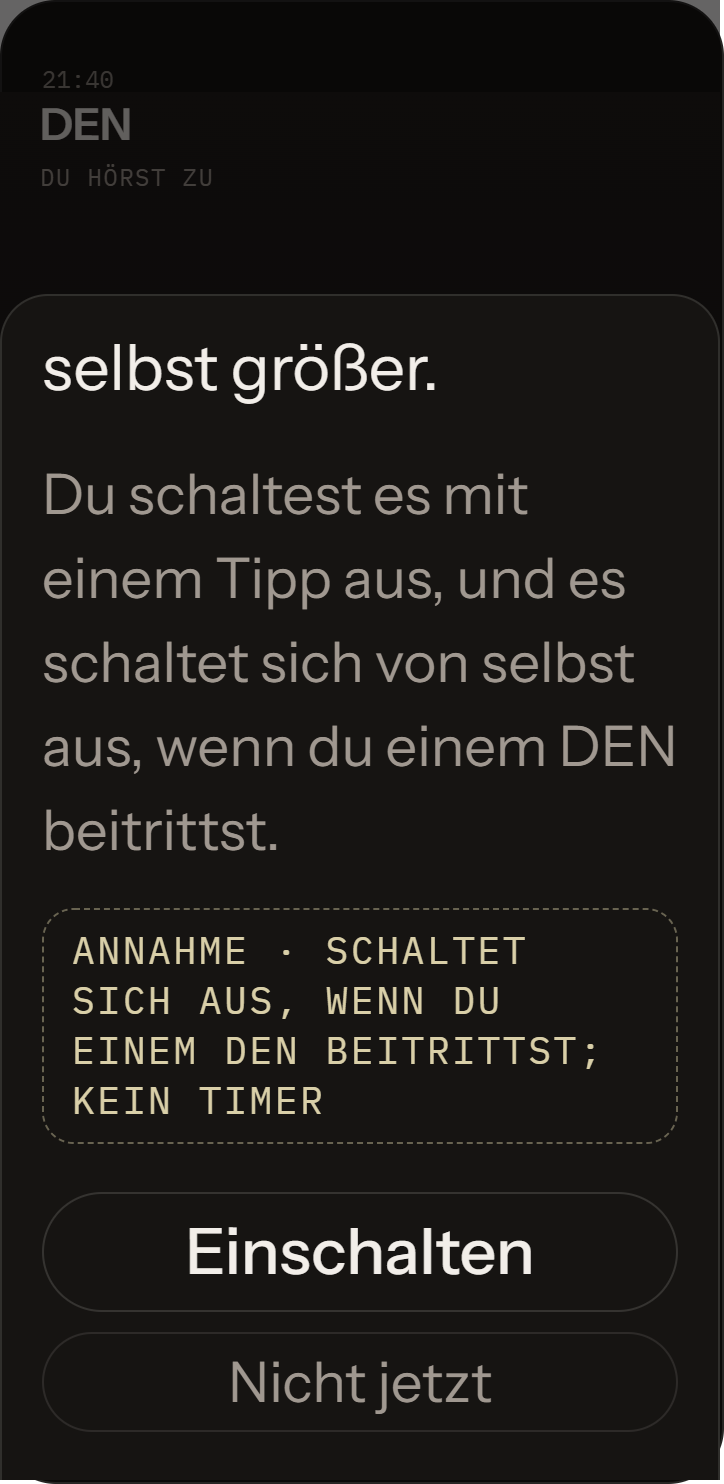 21:40
DEN
DU HÖRST ZU
selbst größer.
Du schaltest es mit
einem Tipp aus, und es
schaltet sich von selbst
aus, wenn du einem DEN
beitrittst.
ANNAHME · SCHALTET
SICH AUS, WENN DU
EINEM DEN BEITRITTST;
KEIN TIMER
Einschalten
Nicht jetzt